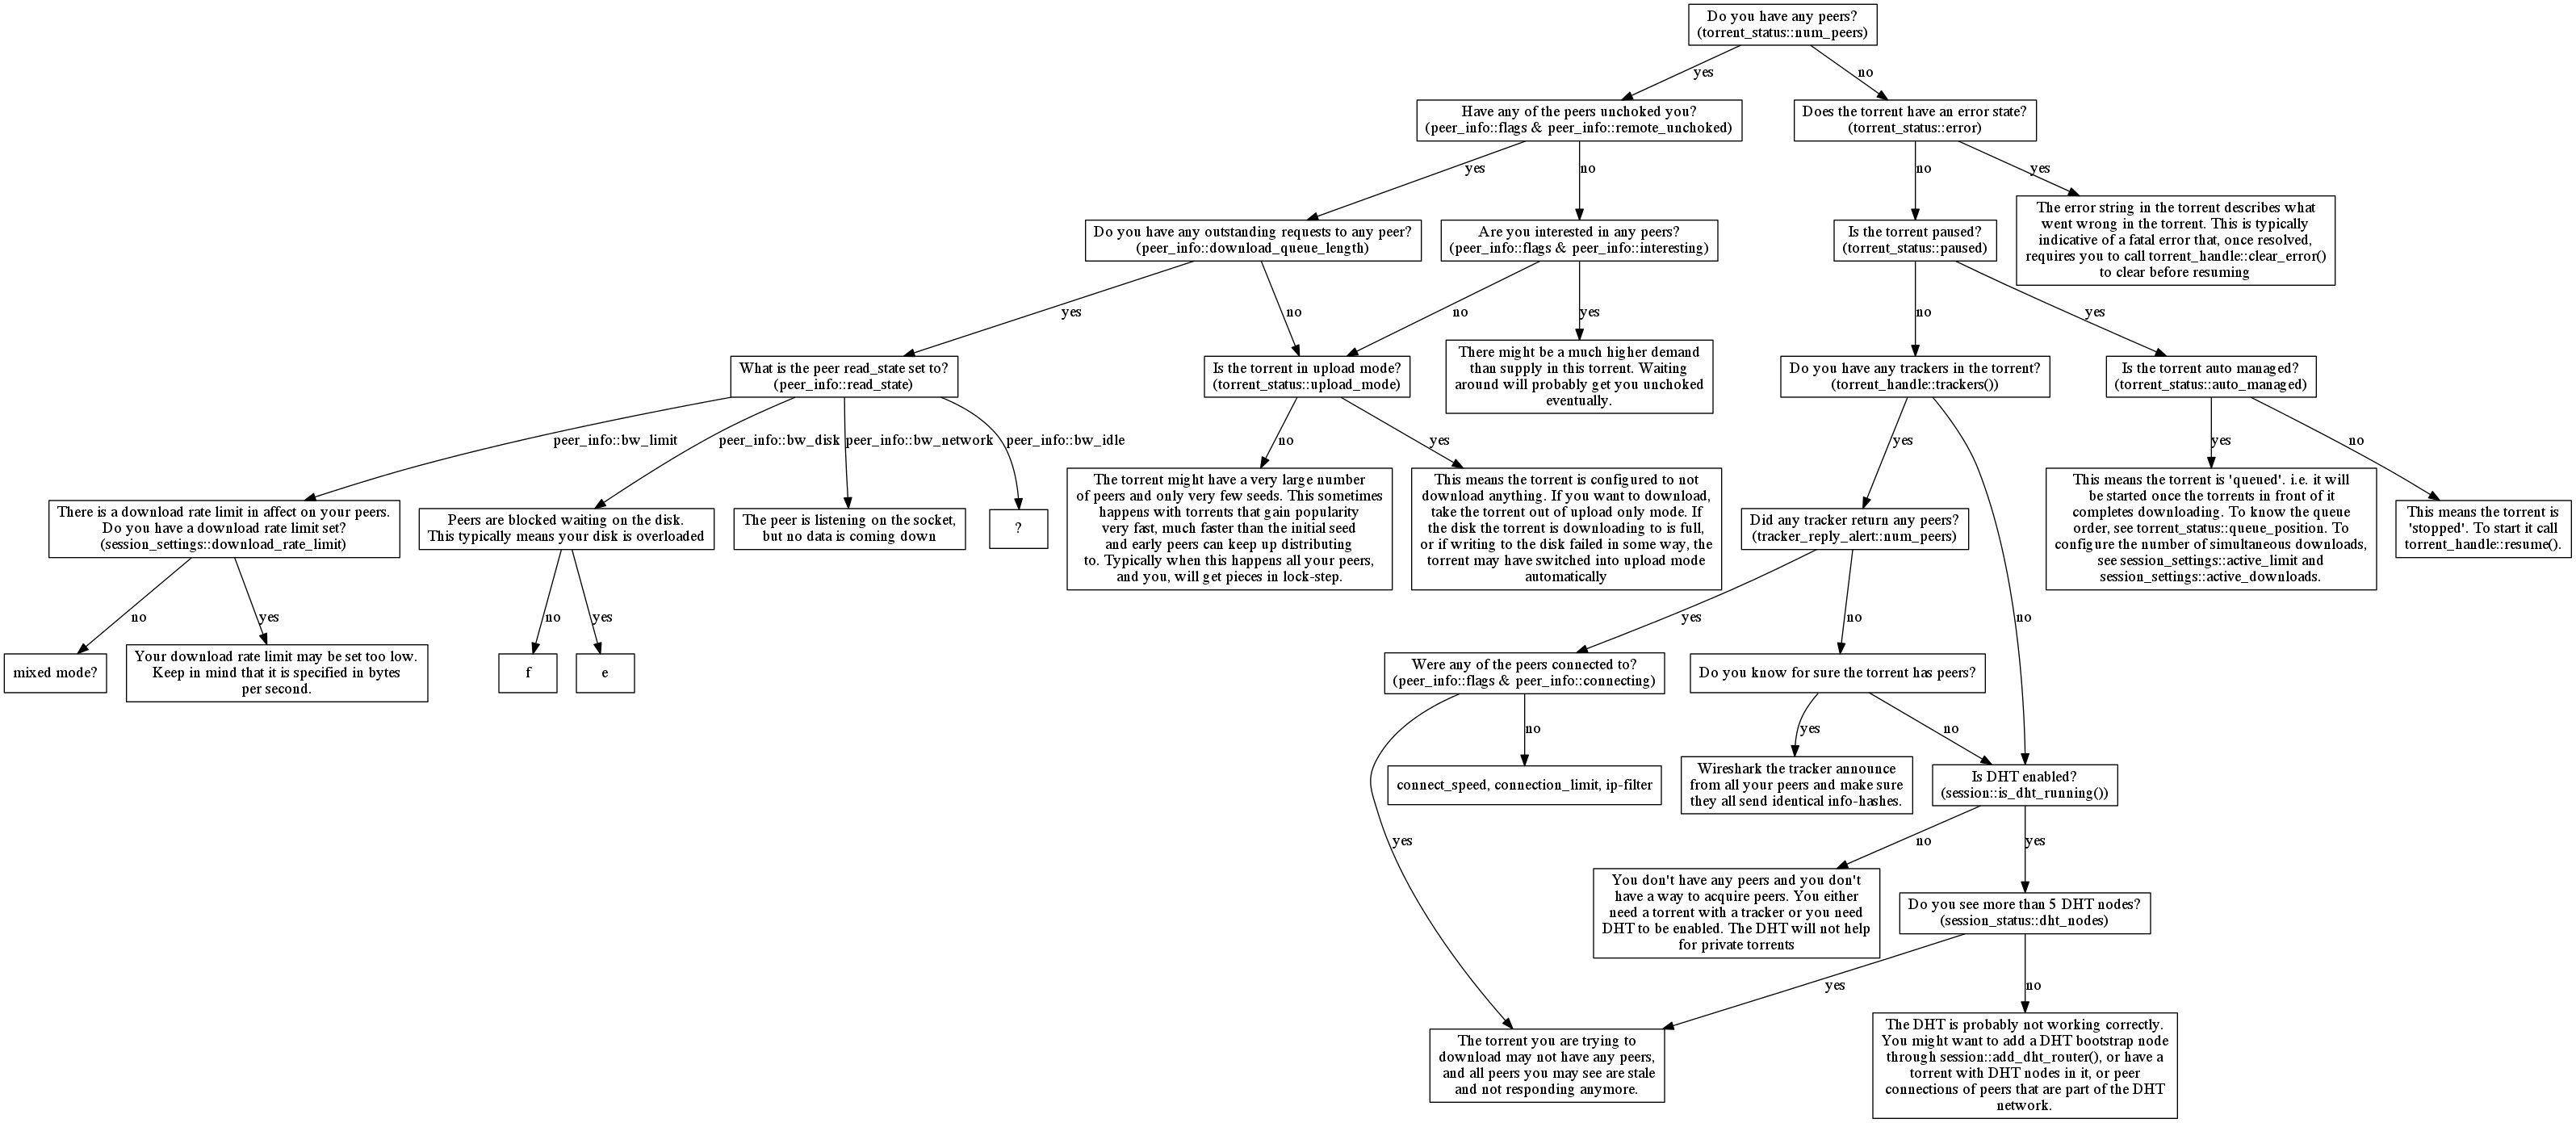 Do you have any peers?
(torrent_status::num_peers)
yes
no
Have any of the peers unchoked you?
(peer_info::flags & peer_info::remote_unchoked)
Does the torrent have an error state?
(torrent_status::error)
yes
no
no
yes
Do you have any outstanding requests to any peer?
(peer_info::download_queue_length)
Are you interested in any peers?
(peer_info::flags & peer_info::interesting)
Is the torrent paused?
(torrent_status::paused)
The error string in the torrent describes what
went wrong in the torrent. This is typically
indicative of a fatal error that, once resolved,
requires you to call torrent_handle::clear_error()
to clear before resuming
yes
no
no
yes
no
yes
What is the peer read_state set to?
(peer_info::read_state)
Is the torrent in upload mode?
(torrent_status::upload_mode)
There might be a much higher demand
than supply in this torrent. Waiting
around will probably get you unchoked
eventually.
Do you have any trackers in the torrent?
(torrent_handle::trackers())
Is the torrent auto managed?
(torrent_status::auto_managed)
peer_info::bw_limit
peer_info::bw_disk
peer_info::bw_network
peer_info::bw_idle
no
yes
yes
yes
no
There is a download rate limit in affect on your peers.
Do you have a download rate limit set?
(session_settings::download_rate_limit)
Peers are blocked waiting on the disk.
This typically means your disk is overloaded
The peer is listening on the socket,
but no data is coming down
?
The torrent might have a very large number
of peers and only very few seeds. This sometimes
happens with torrents that gain popularity
very fast, much faster than the initial seed
and early peers can keep up distributing
to. Typically when this happens all your peers,
and you, will get pieces in lock-step.
This means the torrent is configured to not
download anything. If you want to download,
take the torrent out of upload only mode. If
the disk the torrent is downloading to is full,
or if writing to the disk failed in some way, the
torrent may have switched into upload mode
automatically
Did any tracker return any peers?
(tracker_reply_alert::num_peers)
This means the torrent is 'queued'. i.e. it will
be started once the torrents in front of it
completes downloading. To know the queue
order, see torrent_status::queue_position. To
configure the number of simultaneous downloads,
see session_settings::active_limit and
session_settings::active_downloads.
This means the torrent is
'stopped'. To start it call
torrent_handle::resume().
no
yes
no
yes
yes
no
no
mixed mode?
Your download rate limit may be set too low.
Keep in mind that it is specified in bytes
per second.
f
e
Were any of the peers connected to?
(peer_info::flags & peer_info::connecting)
Do you know for sure the torrent has peers?
no
yes
no
connect_speed, connection_limit, ip-filter
Wireshark the tracker announce
from all your peers and make sure
they all send identical info-hashes.
Is DHT enabled?
(session::is_dht_running())
yes
no
yes
You don't have any peers and you don't
have a way to acquire peers. You either
need a torrent with a tracker or you need
DHT to be enabled. The DHT will not help
for private torrents
Do you see more than 5 DHT nodes?
(session_status::dht_nodes)
yes
no
The torrent you are trying to
download may not have any peers,
and all peers you may see are stale
and not responding anymore.
The DHT is probably not working correctly.
You might want to add a DHT bootstrap node
through session::add_dht_router(), or have a
torrent with DHT nodes in it, or peer
connections of peers that are part of the DHT
network.